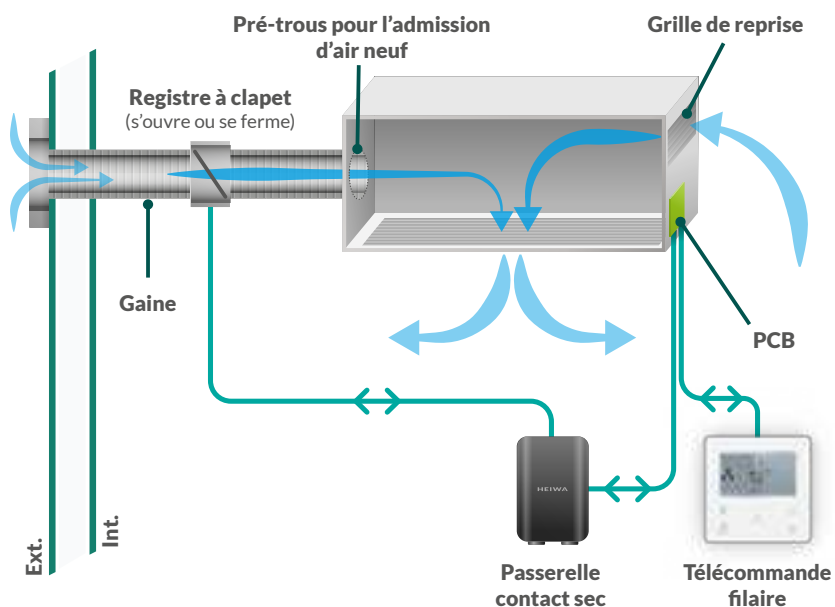 Pré-trous pour l'admission
d'air neuf
Grille de reprise
Registre à clapet
(s'ouvre ou se ferme)
Gaine
PCB
HEIWA
Ext.
Int.
Passerelle
contact sec
Télécommande
filaire